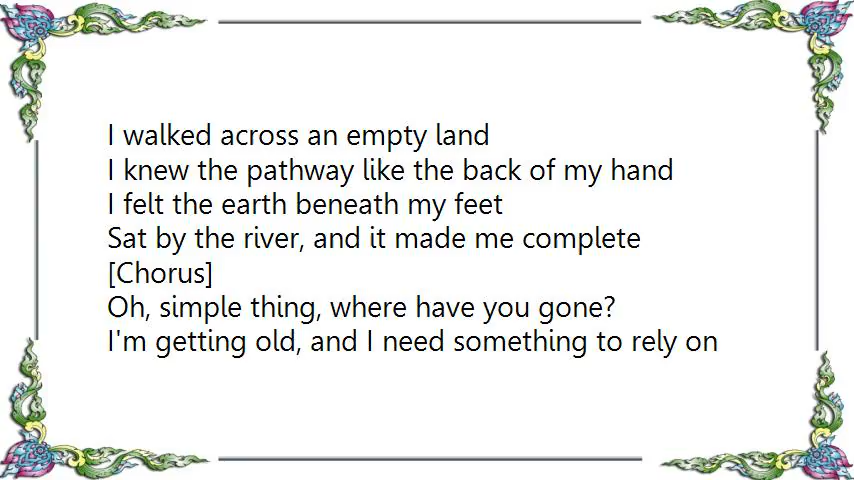 I walked across an empty land
I knew the pathway like the back of my hand
I felt the earth beneath my feet
Sat by the river, and it made me complete
[Chorus]
Oh, simple thing, where have you gone?
I'm getting old, and I need something to rely on